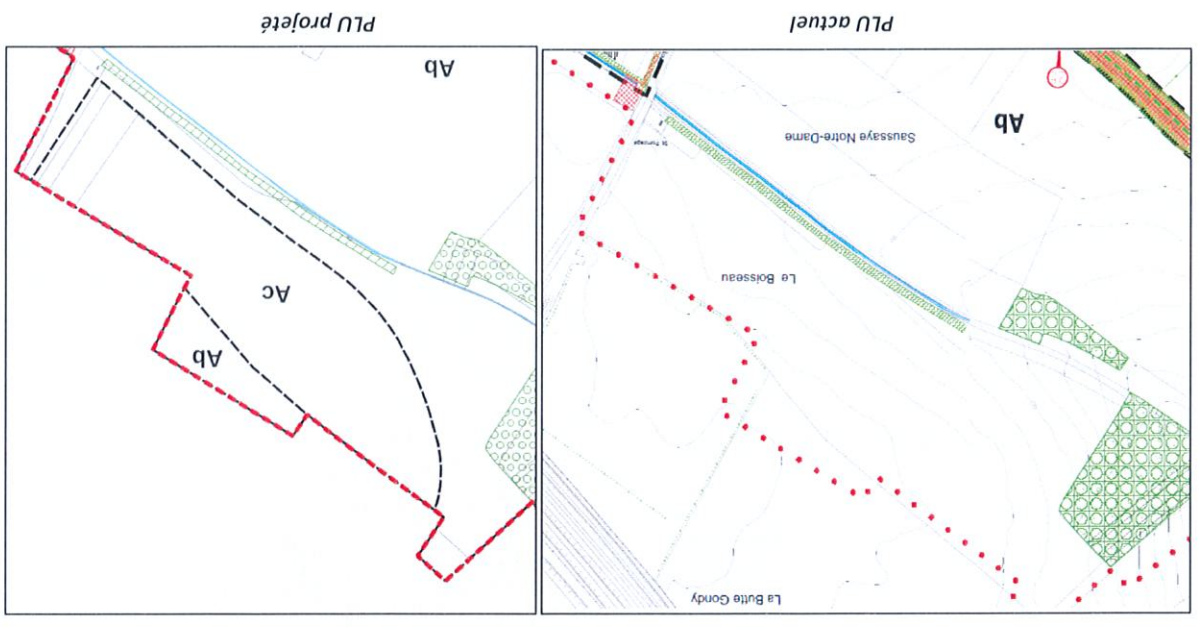 La Butte Gondy
Le Boisseau
Saussaye Notre-Dame
Ab
PLU actuel
Ab
Ac
Ab
PLU projeté